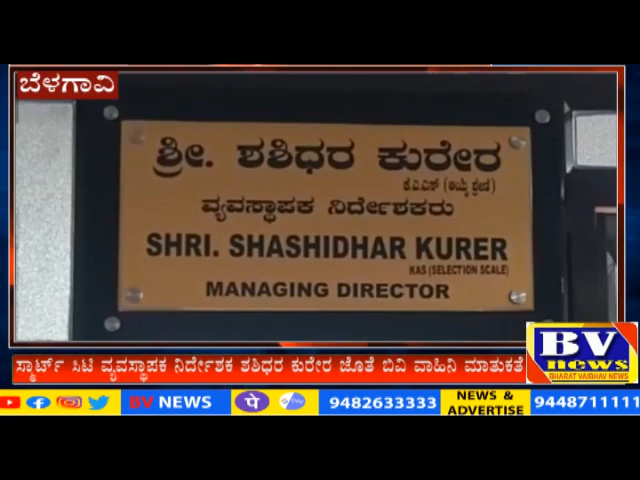 ಬೆಳಗಾವಿ
ಶ್ರೀ. ಶಶಿಧರ ಕುರೇರ
ಕೆ.ಎ.ಎಸ್ (ಆಯ್ಕೆ ಶ್ರೇಣಿ)
ವ್ಯವಸ್ಥಾಪಕ ನಿರ್ದೇಶಕರು
SHRI. SHASHIDHAR KURER
KAS (SELECTION SCALE)
MANAGING DIRECTOR
ಸ್ಮಾರ್ಟ್ ಸಿಟಿ ವ್ಯವಸ್ಥಾಪಕ ನಿರ್ದೇಶಕ ಶಶಿಧರ ಕುರೇರ ಜೊತೆ ಬಿವಿ ವಾಹಿನಿ ಮಾತುಕತೆ
BV
news
BHARAT VAIBHAV NEWS
BV NEWS
पे
9482633333
NEWS &
ADVERTISE
9448711111